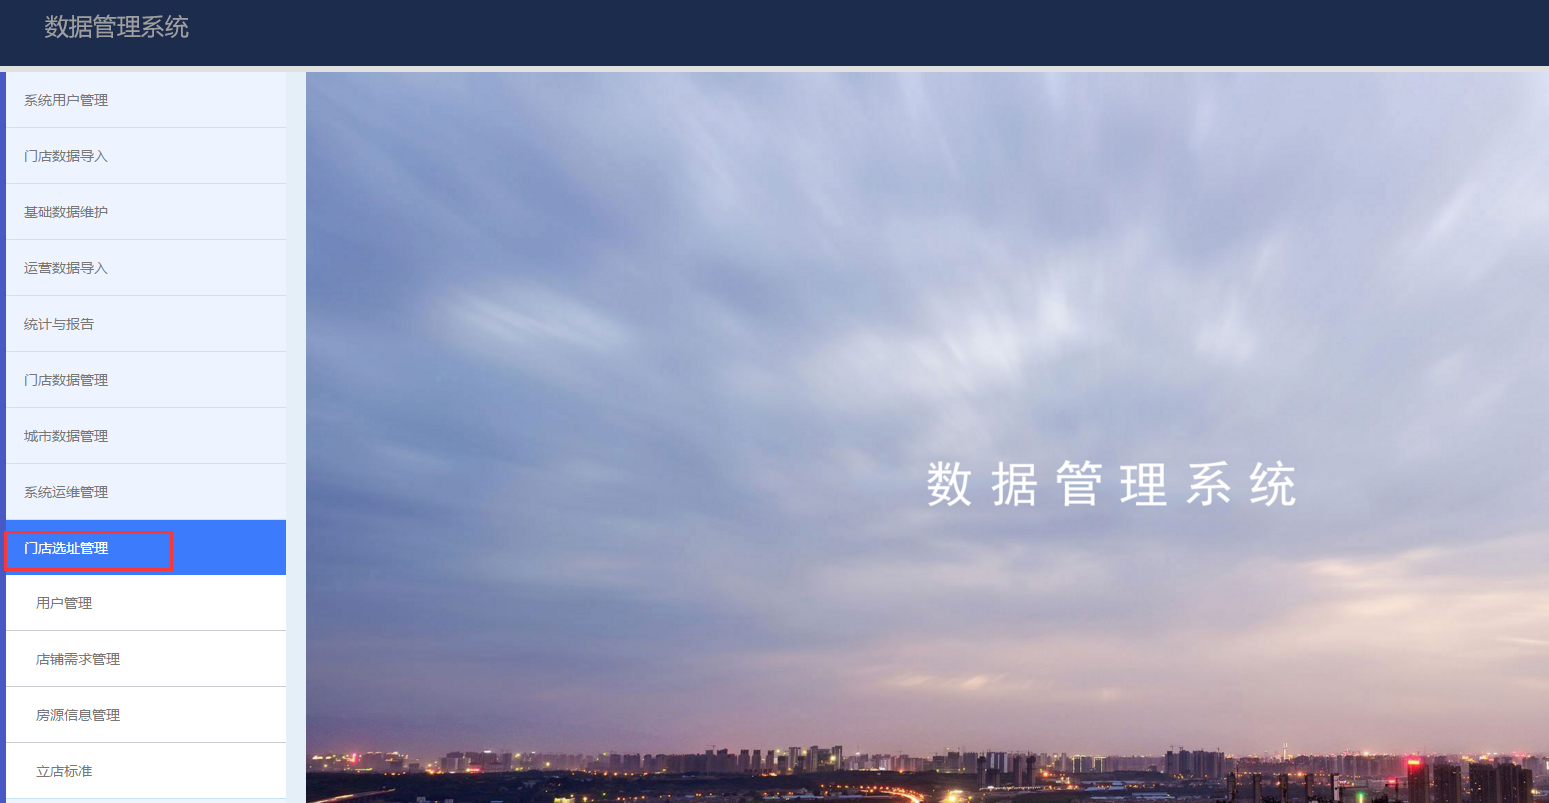 数据管理系统
系统用户管理
门店数据导入
基础数据维护
运营数据导入
统计与报告
门店数据管理
城市数据管理
系统运维管理
门店选址管理
用户管理
店铺需求管理
房源信息管理
立店标准
数据管理系统